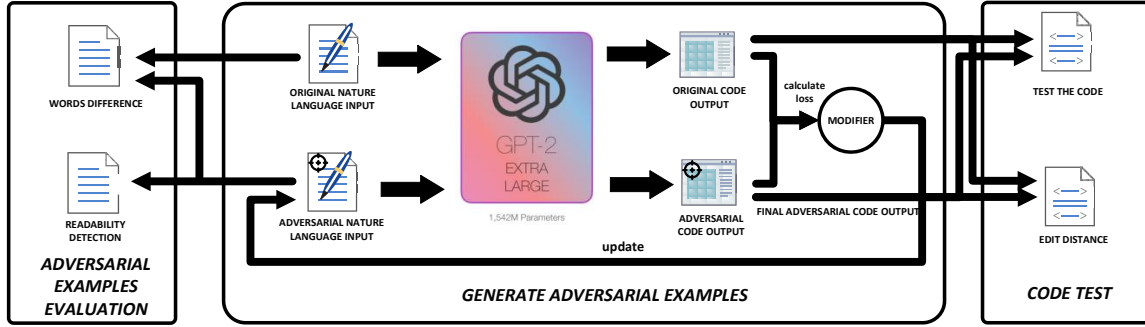 WORDS DIFFERENCE
READABILITY
DETECTION
ADVERSARIAL
EXAMPLES
EVALUATION
ORIGINAL NATURE
LANGUAGE INPUT
ADVERSARIAL NATURE
LANGUAGE INPUT
GPT-2
EXTRA
LARGE
1,542M Parameters
ORIGINAL CODE
OUTPUT
ADVERSARIAL
CODE OUTPUT
calculate
loss
MODIFIER
FINAL ADVERSARIAL CODE OUTPUT
update
GENERATE ADVERSARIAL EXAMPLES
<—>
TEST THE CODE
<—>
EDIT DISTANCE
CODE TEST